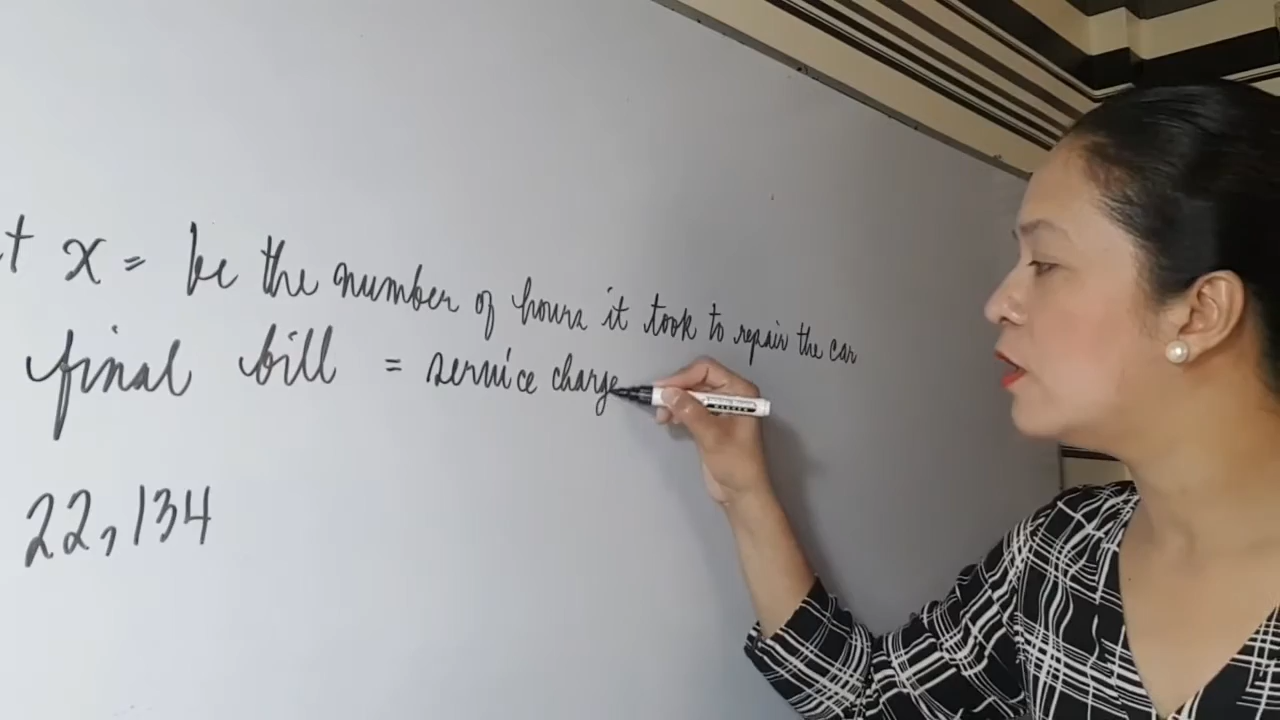 t x = be the number of hours it took to repair the car
final bill = service charge
22,134